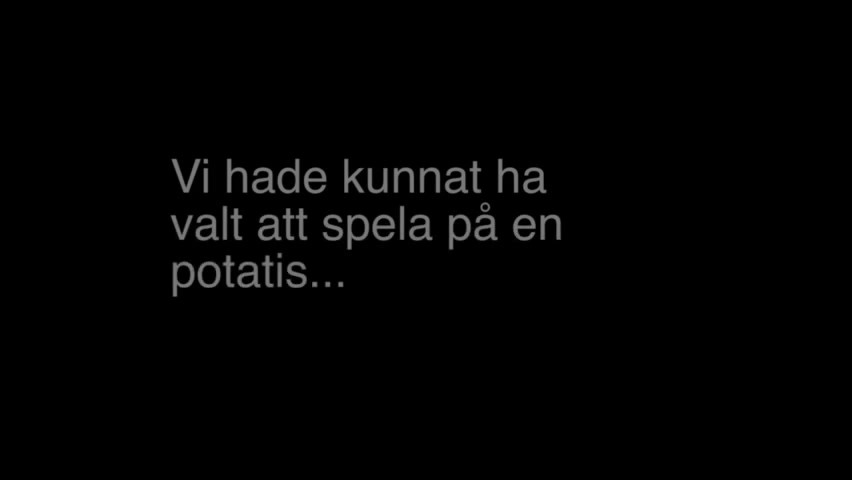 Vi hade kunnat ha
valt att spela på en
potatis...